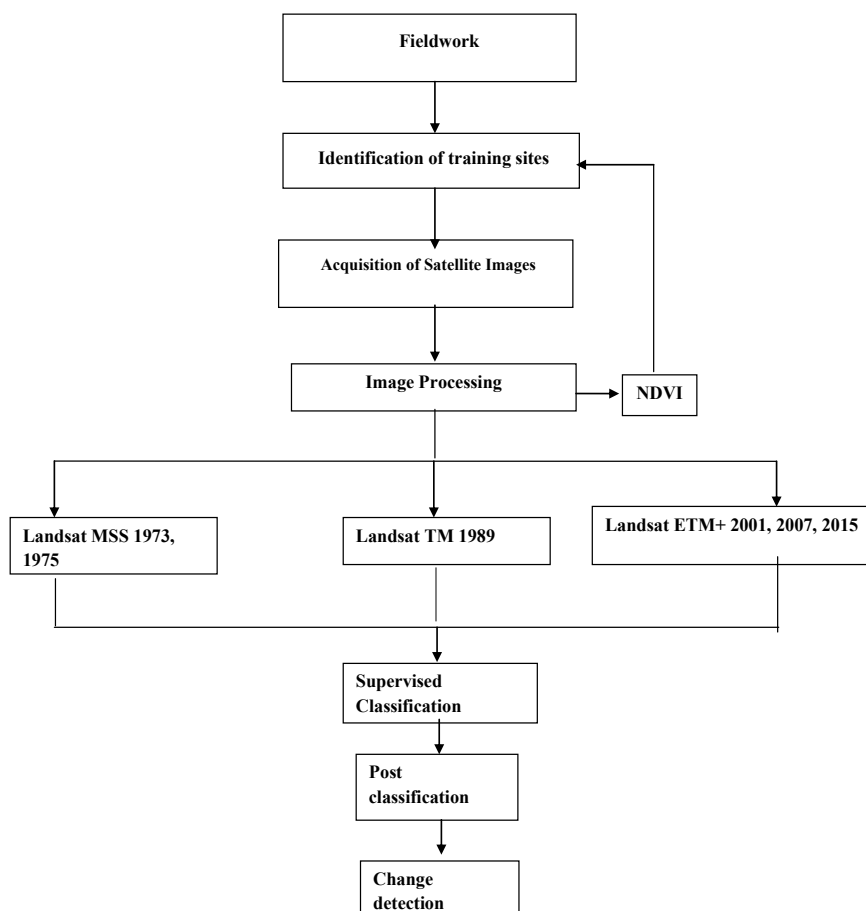 Fieldwork
Identification of training sites
Acquisition of Satellite Images
Image Processing
NDVI
Landsat MSS 1973,
1975
Landsat TM 1989
Landsat ETM+ 2001, 2007, 2015
Supervised
Classification
Post
classification
Change
detection